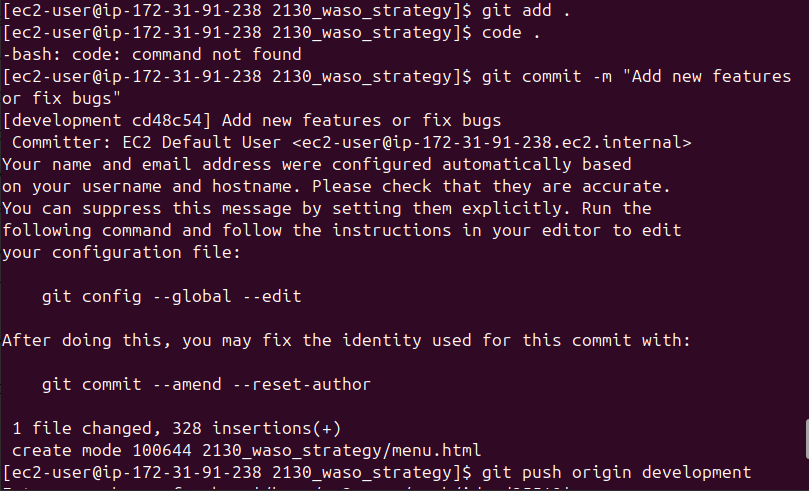 [ec2-user@ip-172-31-91-238 2130_waso_strategy]$ git add .
[ec2-user@ip-172-31-91-238 2130_waso_strategy]$ code .
-bash: code: command not found
[ec2-user@ip-172-31-91-238 2130_waso_strategy]$ git commit -m "Add new features
or fix bugs"
[development cd48c54] Add new features or fix bugs
 Committer: EC2 Default User <ec2-user@ip-172-31-91-238.ec2.internal>
Your name and email address were configured automatically based
on your username and hostname. Please check that they are accurate.
You can suppress this message by setting them explicitly. Run the
following command and follow the instructions in your editor to edit
your configuration file:
    git config --global --edit
After doing this, you may fix the identity used for this commit with:
    git commit --amend --reset-author
 1 file changed, 328 insertions(+)
 create mode 100644 2130_waso_strategy/menu.html
[ec2-user@ip-172-31-91-238 2130_waso_strategy]$ git push origin development